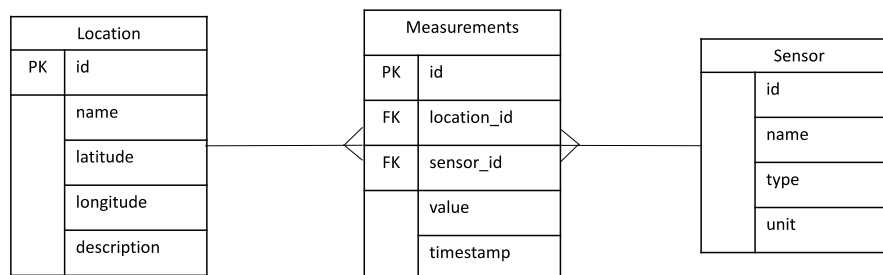 Location
PK id
name
latitude
longitude
description
Measurements
PK id
FK location_id
FK sensor_id
value
timestamp
Sensor
id
name
type
unit